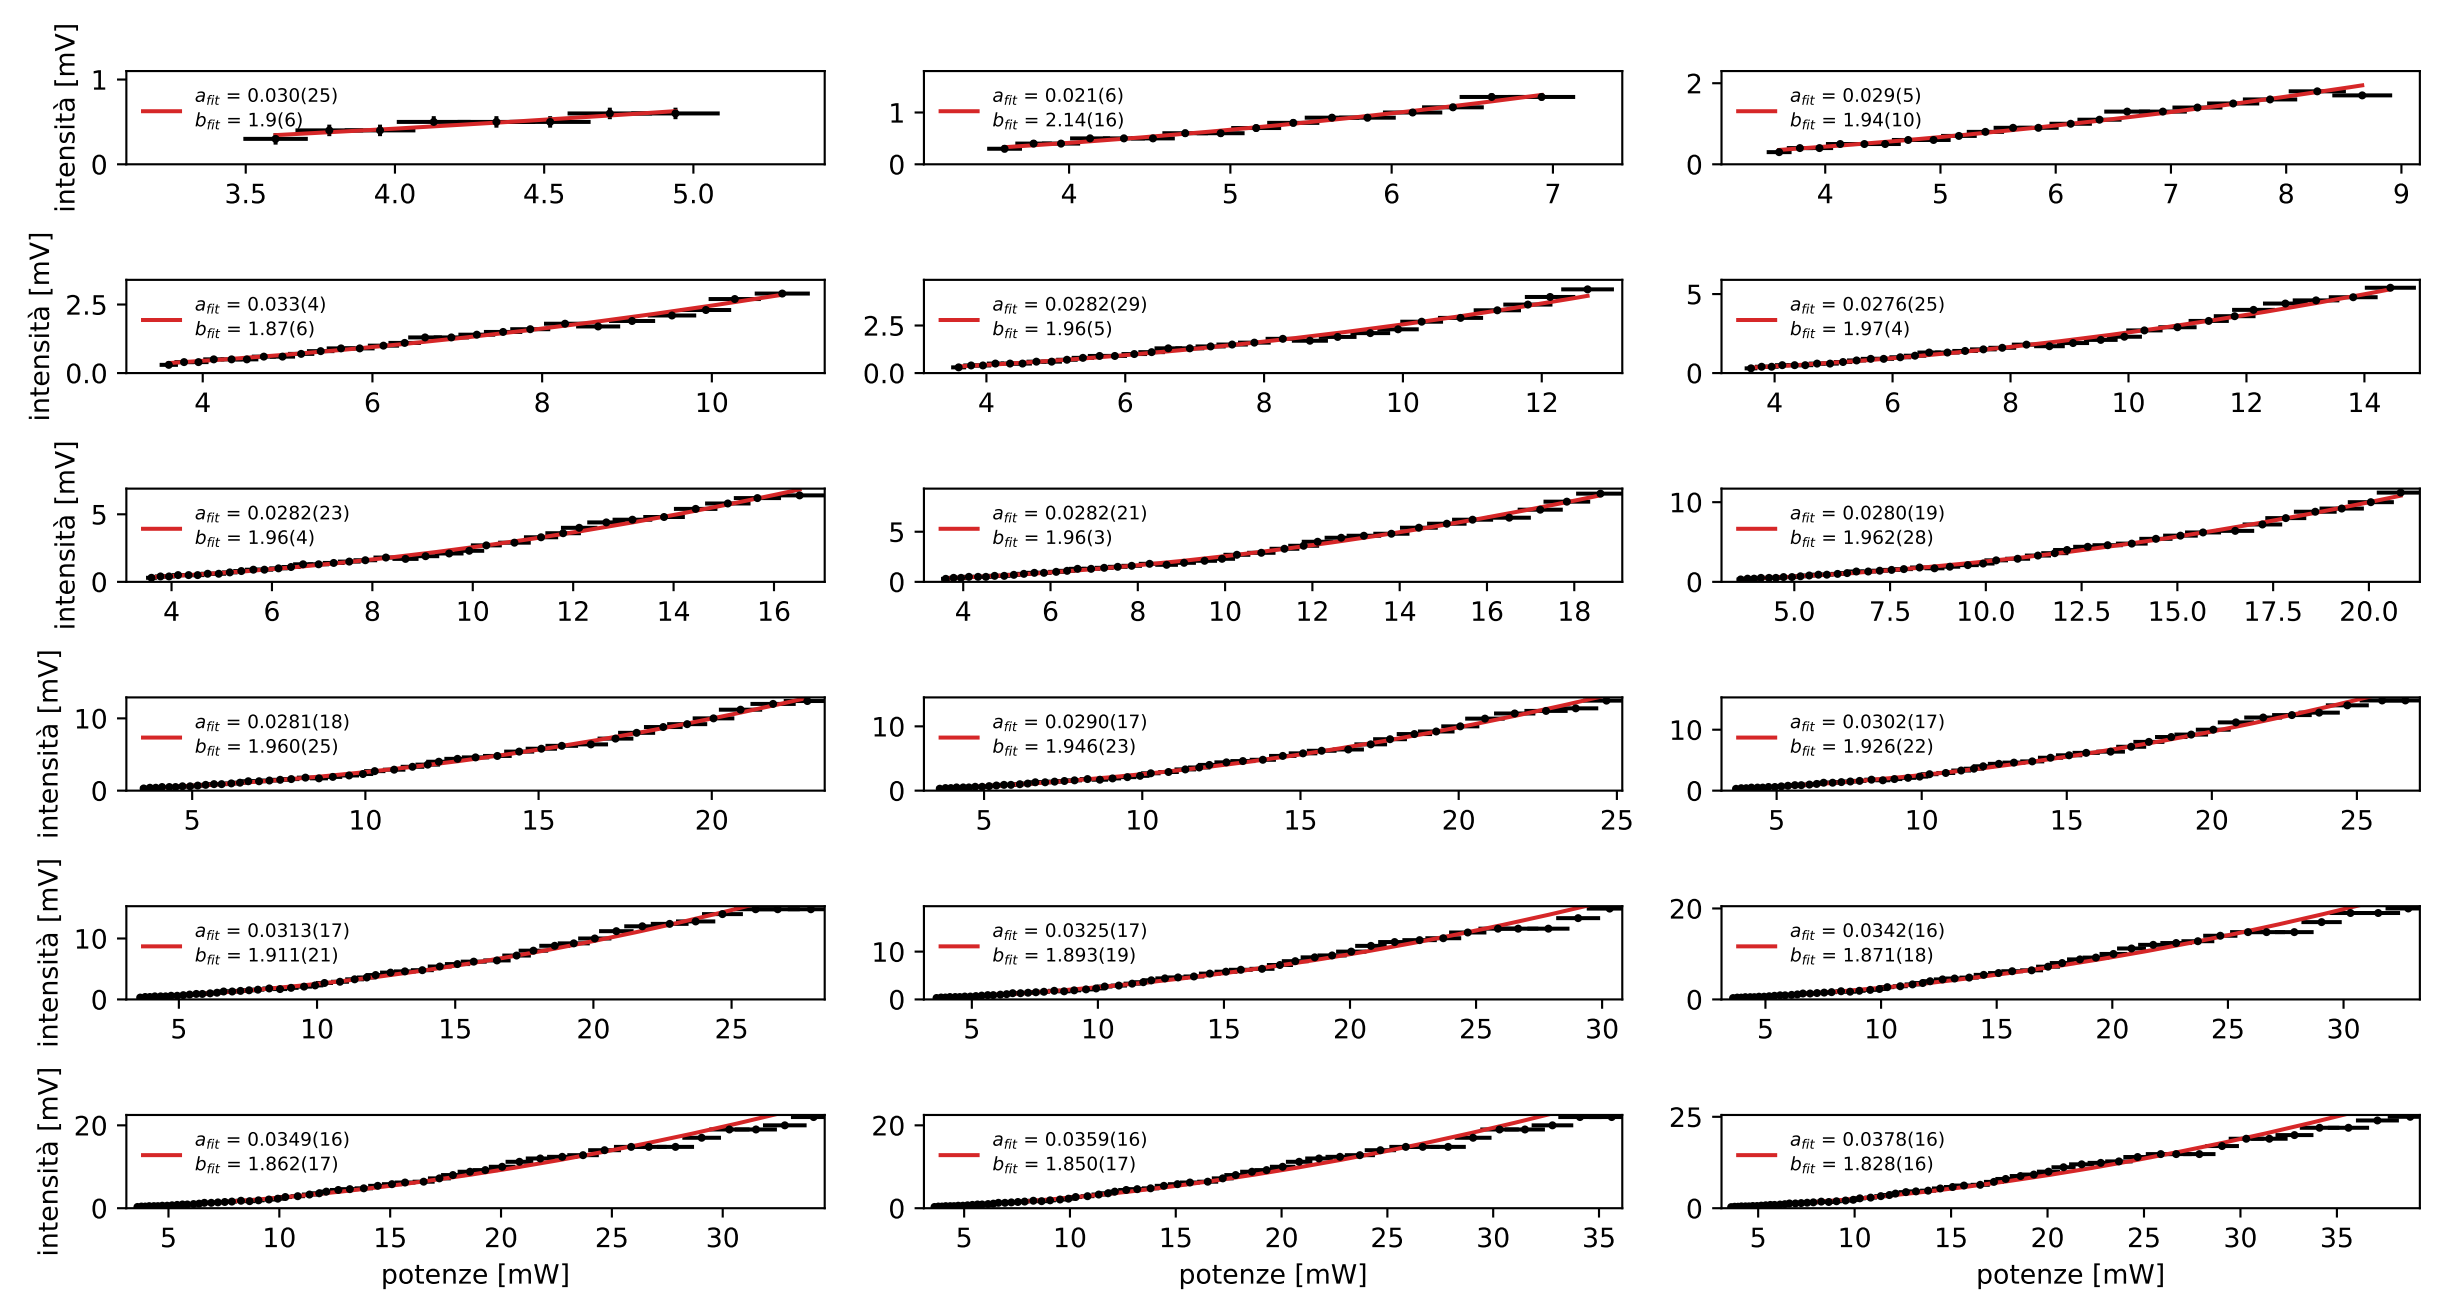 intensità [mV]
1
0
a_fit = 0.030(25)
b_fit = 1.9(6)
3.5 4.0 4.5 5.0
1
0
a_fit = 0.021(6)
b_fit = 2.14(16)
4 5 6 7
2
0
a_fit = 0.029(5)
b_fit = 1.94(10)
4 5 6 7 8 9
intensità [mV]
2.5
0.0
a_fit = 0.033(4)
b_fit = 1.87(6)
4 6 8 10
2.5
0.0
a_fit = 0.0282(29)
b_fit = 1.96(5)
4 6 8 10 12
5
0
a_fit = 0.0276(25)
b_fit = 1.97(4)
4 6 8 10 12 14
intensità [mV]
5
0
a_fit = 0.0282(23)
b_fit = 1.96(4)
4 6 8 10 12 14 16
5
0
a_fit = 0.0282(21)
b_fit = 1.96(3)
4 6 8 10 12 14 16 18
10
0
a_fit = 0.0280(19)
b_fit = 1.962(28)
5.0 7.5 10.0 12.5 15.0 17.5 20.0
intensità [mV]
10
0
a_fit = 0.0281(18)
b_fit = 1.960(25)
5 10 15 20
10
0
a_fit = 0.0290(17)
b_fit = 1.946(23)
5 10 15 20 25
10
0
a_fit = 0.0302(17)
b_fit = 1.926(22)
5 10 15 20 25
intensità [mV]
10
0
a_fit = 0.0313(17)
b_fit = 1.911(21)
5 10 15 20 25
10
0
a_fit = 0.0325(17)
b_fit = 1.893(19)
5 10 15 20 25 30
20
10
0
a_fit = 0.0342(16)
b_fit = 1.871(18)
5 10 15 20 25 30
intensità [mV]
20
0
a_fit = 0.0349(16)
b_fit = 1.862(17)
5 10 15 20 25 30
potenze [mW]
20
0
a_fit = 0.0359(16)
b_fit = 1.850(17)
5 10 15 20 25 30 35
potenze [mW]
25
0
a_fit = 0.0378(16)
b_fit = 1.828(16)
5 10 15 20 25 30 35
potenze [mW]